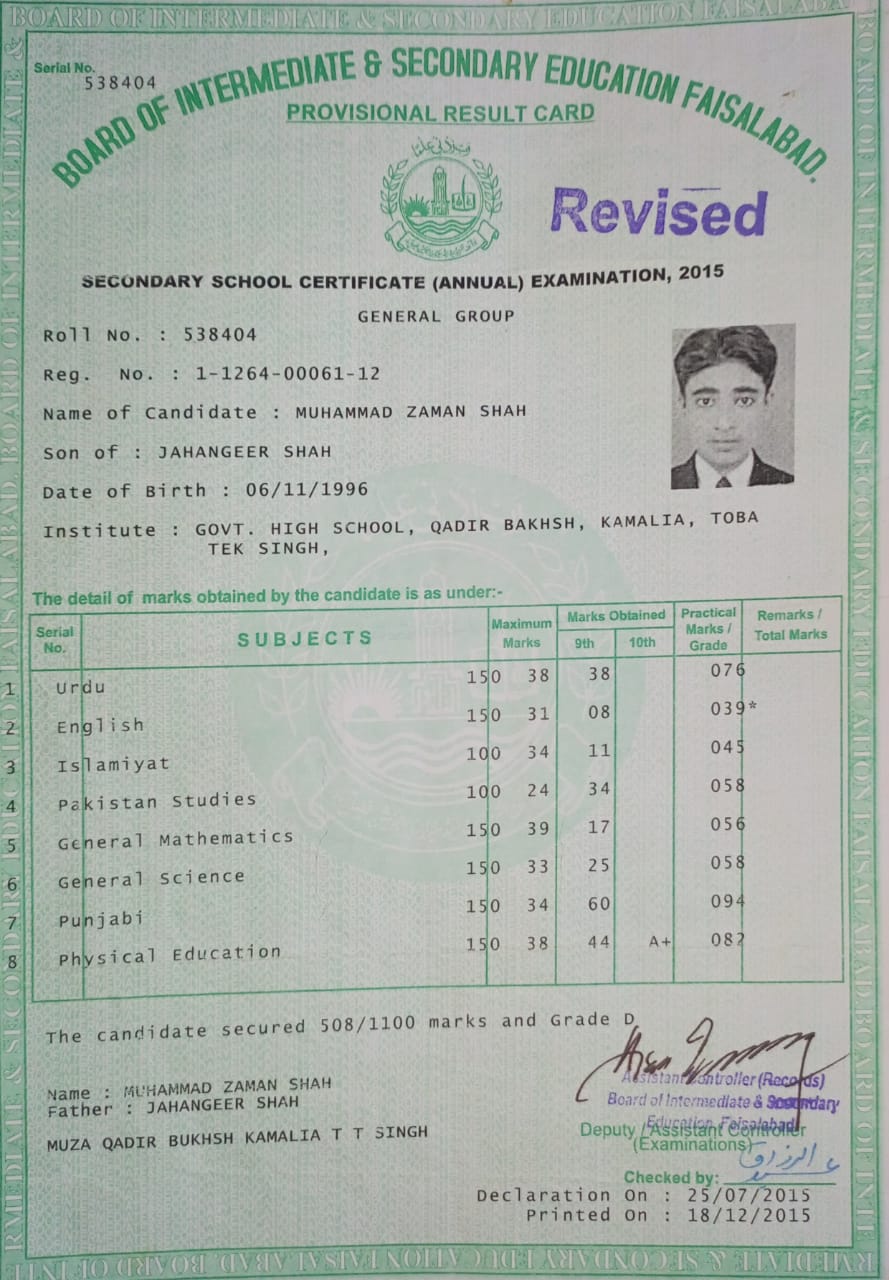 BOARD OF INTERMEDIATE & SECONDARY EDUCATION FAISALABAD
Serial No.
538404
BOARD OF INTERMEDIATE & SECONDARY EDUCATION FAISALABAD.
PROVISIONAL RESULT CARD
Revised
SECONDARY SCHOOL CERTIFICATE (ANNUAL) EXAMINATION, 2015
GENERAL GROUP
Roll No. : 538404
Reg. No. : 1-1264-00061-12
Name of Candidate : MUHAMMAD ZAMAN SHAH
Son of : JAHANGEER SHAH
Date of Birth : 06/11/1996
Institute : GOVT. HIGH SCHOOL, QADIR BAKHSH, KAMALIA, TOBA
TEK SINGH,
The detail of marks obtained by the candidate is as under:-
Serial No. SUBJECTS Maximum Marks Marks Obtained 9th 10th Practical Marks / Grade Remarks / Total Marks
1 Urdu 150 38 38 076
2 English 150 31 08 039*
3 Islamiyat 100 34 11 045
4 Pakistan Studies 100 24 34 058
5 General Mathematics 150 39 17 056
6 General Science 150 33 25 058
7 Punjabi 150 34 60 094
8 Physical Education 150 38 44 A+ 082
The candidate secured 508/1100 marks and Grade D
Name : MUHAMMAD ZAMAN SHAH
Father : JAHANGEER SHAH
MUZA QADIR BUKHSH KAMALIA T T SINGH
Assistant Controller (Records)
Board of Intermediate & Secondary
Education Faisalabad
Deputy / Assistant Controller
(Examinations)
Checked by:
Declaration On : 25/07/2015
Printed On : 18/12/2015